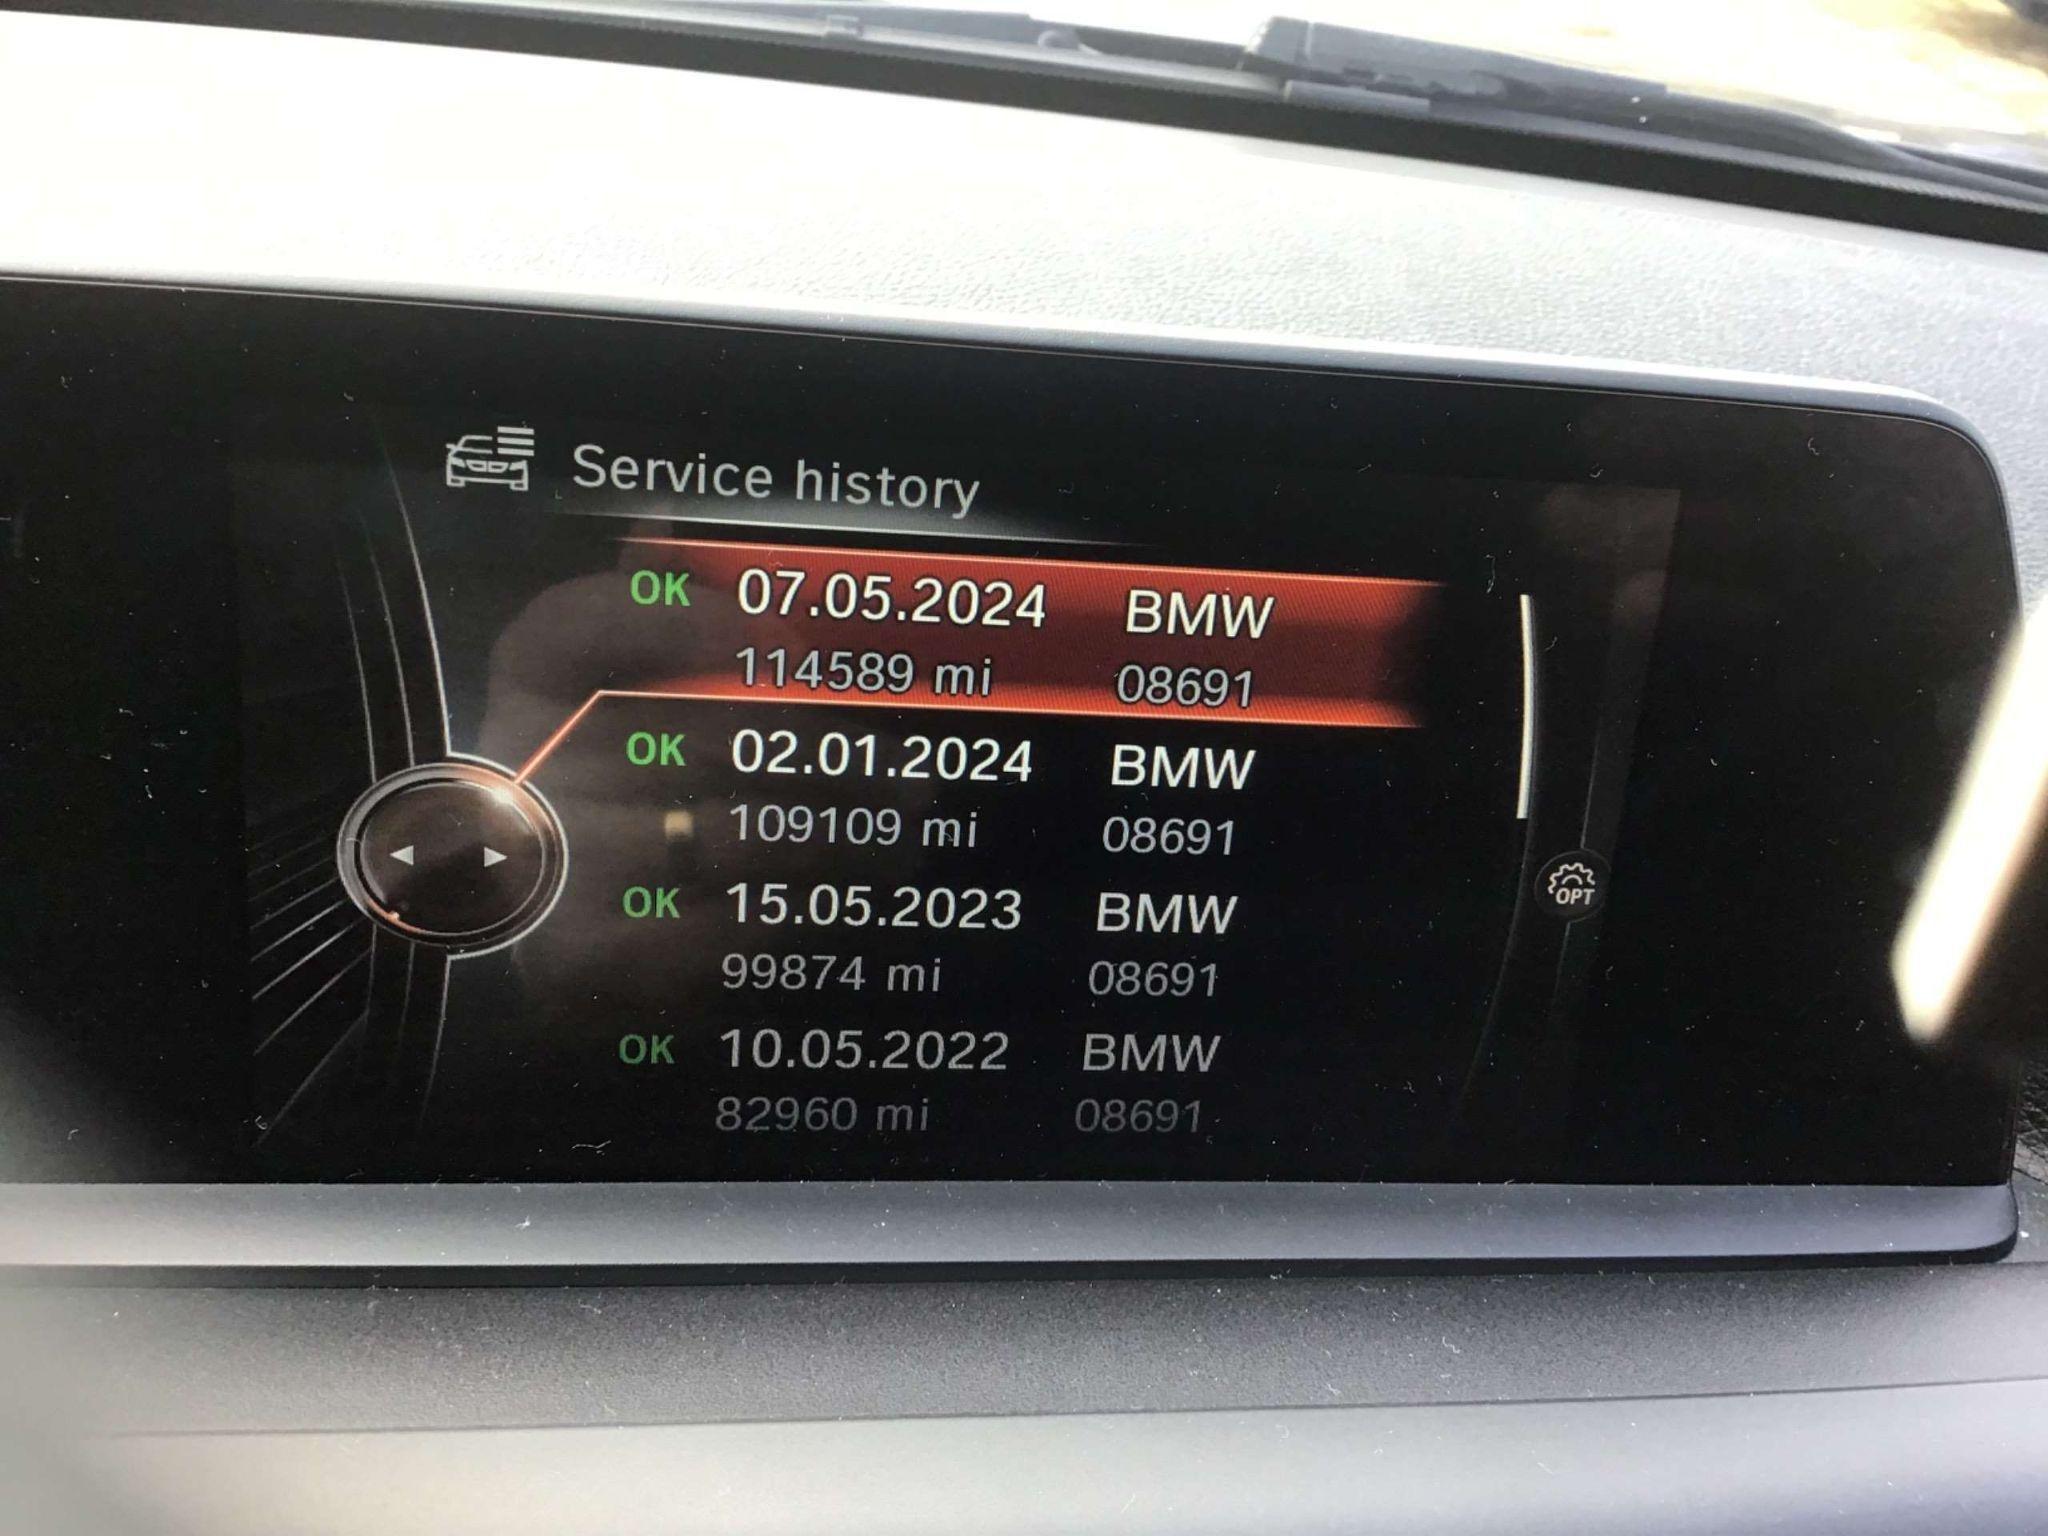 Service history
OK 07.05.2024 BMW
114589 mi 08691
OK 02.01.2024 BMW
109109 mi 08691
OK 15.05.2023 BMW
99874 mi 08691
OK 10.05.2022 BMW
82960 mi 08691
OPT